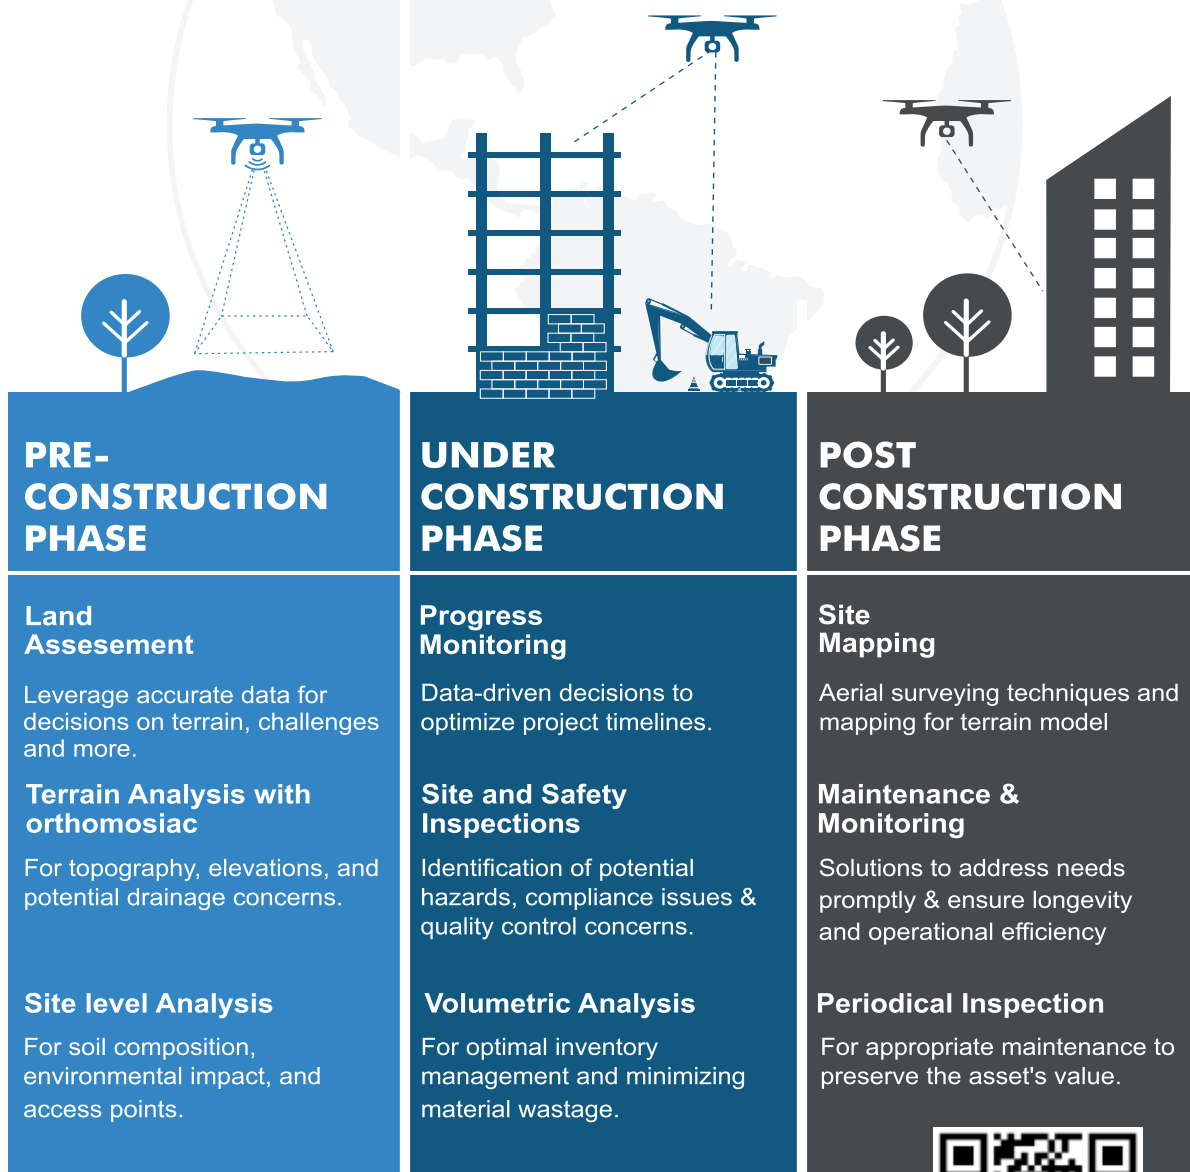 PRE-
CONSTRUCTION
PHASE
Land
Assesement
Leverage accurate data for
decisions on terrain, challenges
and more.
Terrain Analysis with
orthomosiac
For topography, elevations, and
potential drainage concerns.
Site level Analysis
For soil composition,
environmental impact, and
access points.
UNDER
CONSTRUCTION
PHASE
Progress
Monitoring
Data-driven decisions to
optimize project timelines.
Site and Safety
Inspections
Identification of potential
hazards, compliance issues &
quality control concerns.
Volumetric Analysis
For optimal inventory
management and minimizing
material wastage.
POST
CONSTRUCTION
PHASE
Site
Mapping
Aerial surveying techniques and
mapping for terrain model
Maintenance &
Monitoring
Solutions to address needs
promptly & ensure longevity
and operational efficiency
Periodical Inspection
For appropriate maintenance to
preserve the asset's value.